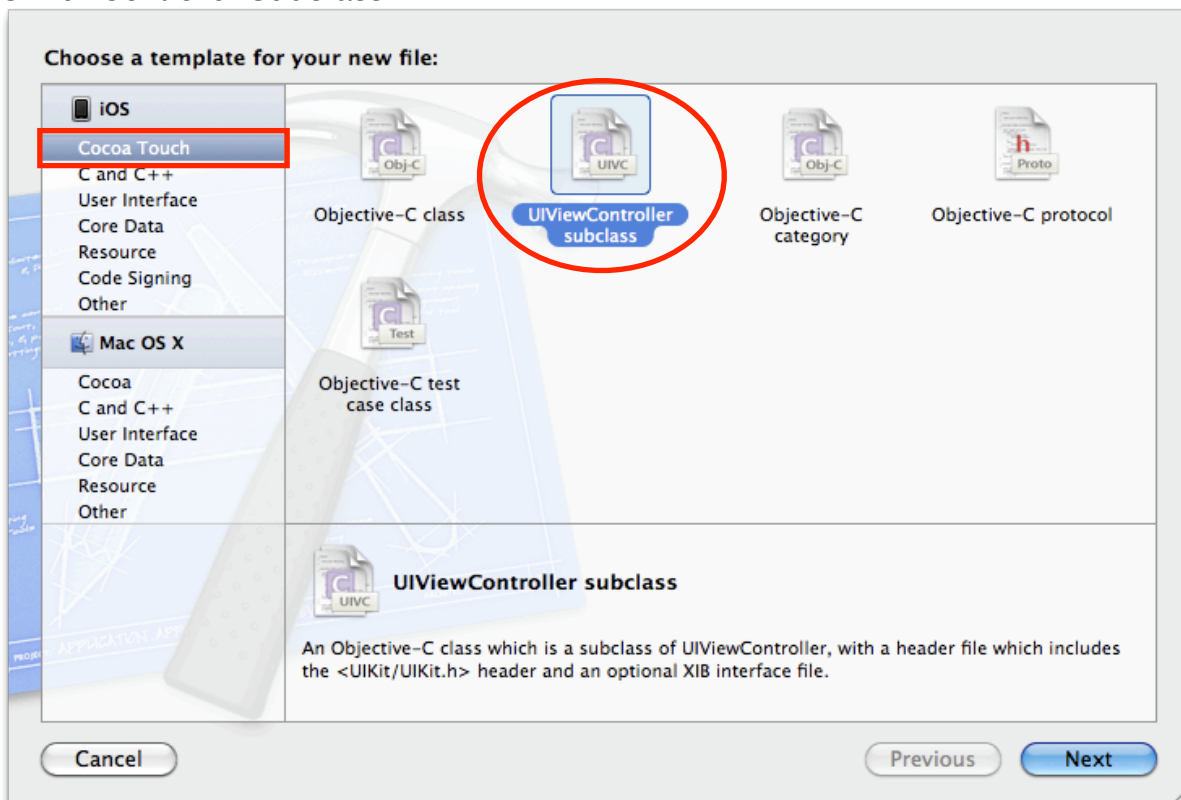 Choose a template for your new file:
iOS
Cocoa Touch
C and C++
User Interface
Core Data
Resource
Code Signing
Other
Mac OS X
Cocoa
C and C++
User Interface
Core Data
Resource
Other
Obj-C
Objective-C class
UIVC
UIViewController
subclass
Obj-C
Objective-C
category
h
Proto
Objective-C protocol
Test
Objective-C test
case class
UIVC
UIViewController subclass
An Objective-C class which is a subclass of UIViewController, with a header file which includes
the <UIKit/UIKit.h> header and an optional XIB interface file.
Cancel
Previous
Next